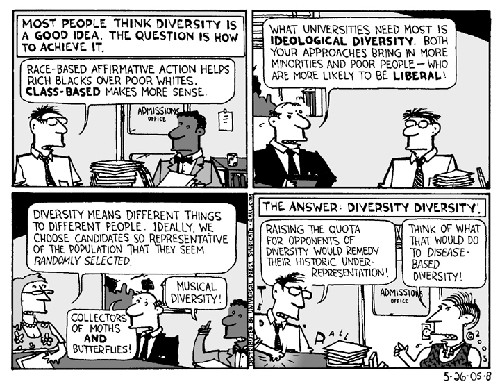 MOST PEOPLE THINK DIVERSITY IS
A GOOD IDEA. THE QUESTION IS HOW
TO ACHIEVE IT.
RACE-BASED AFFIRMATIVE ACTION HELPS
RICH BLACKS OVER POOR WHITES.
CLASS-BASED MAKES MORE SENSE.
ADMISSIONS
OFFICE
WHAT UNIVERSITIES NEED MOST IS
IDEOLOGICAL DIVERSITY. BOTH
YOUR APPROACHES BRING IN MORE
MINORITIES AND POOR PEOPLE—WHO
ARE MORE LIKELY TO BE LIBERAL!
DIVERSITY MEANS DIFFERENT THINGS
TO DIFFERENT PEOPLE. IDEALLY, WE
CHOOSE CANDIDATES SO REPRESENTATIVE
OF THE POPULATION THAT THEY SEEM
RANDOMLY SELECTED.
MUSICAL
DIVERSITY!
COLLECTORS
OF MOTHS
AND
BUTTERFLIES!
THE ANSWER: DIVERSITY DIVERSITY!
RAISING THE QUOTA
FOR OPPONENTS OF
DIVERSITY WOULD REMEDY
THEIR HISTORIC UNDER-
REPRESENTATION!
THINK OF WHAT
THAT WOULD DO
TO DISEASE-
BASED
DIVERSITY!
ADMISSIONS
OFFICE
TED RALL
5-26-05-B